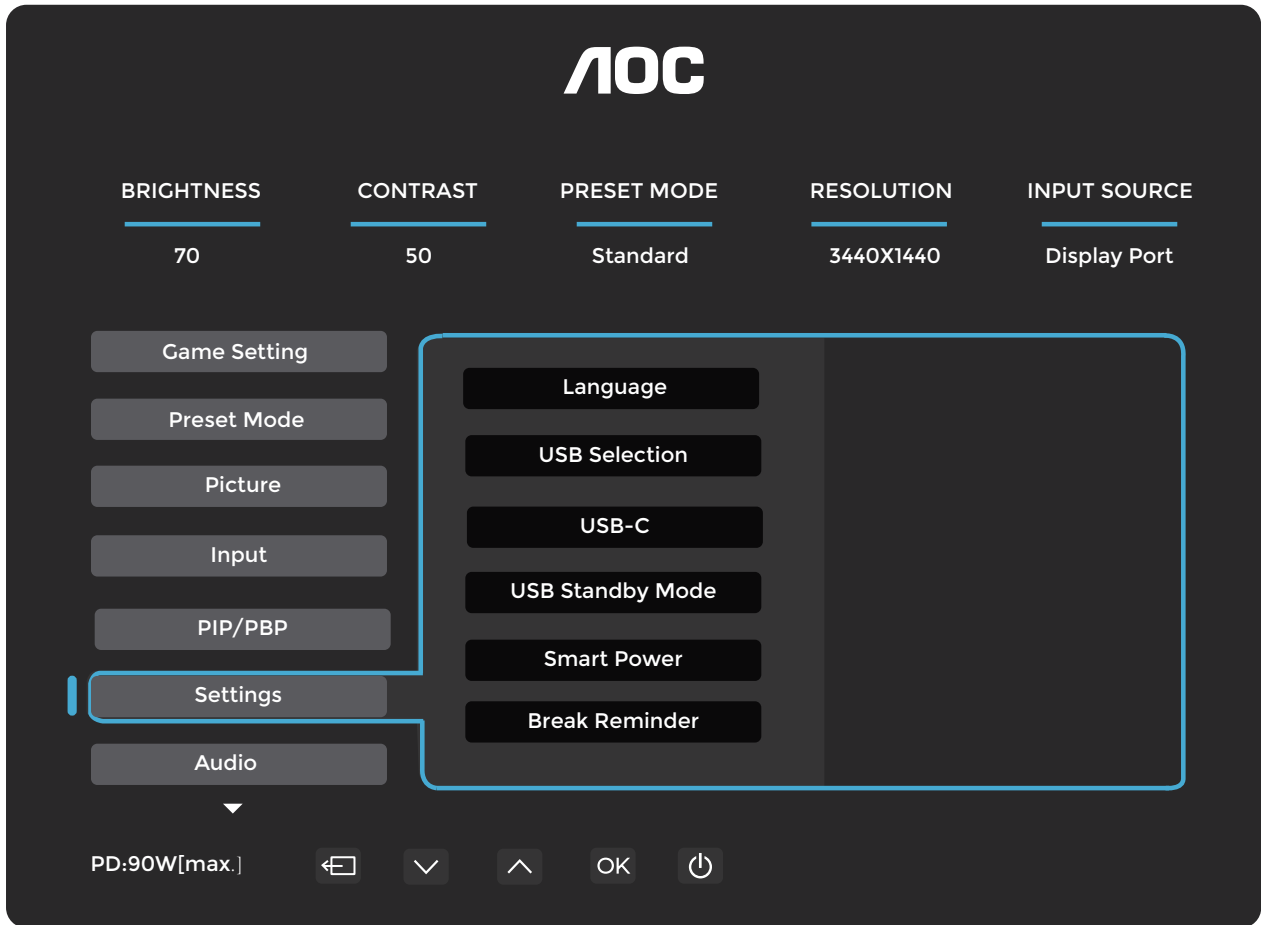 AOC
BRIGHTNESS CONTRAST PRESET MODE RESOLUTION INPUT SOURCE
70 50 Standard 3440X1440 Display Port
Game Setting
Preset Mode
Picture
Input
PIP/PBP
Settings
Audio
Language
USB Selection
USB-C
USB Standby Mode
Smart Power
Break Reminder
PD:90W[max.] OK